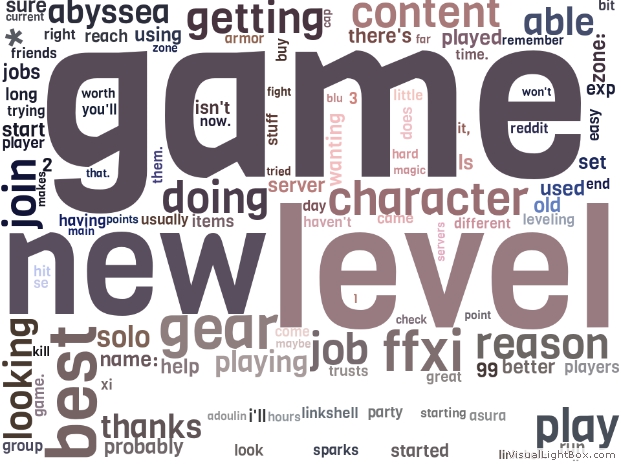 sure abyssea getting content able bit
current cap
* right reach using there's far played remember
friends zone armor buy time. zone:
jobs game exp
long worth fight blu 3 little won't
trying you'll isn't does easy
start now. stuff it, reddit
player wanting hard
2 that. them. tried magic ls set
makes server
join doing day character used end
having points usually items haven't came different old leveling
main servers
new level
hit
se 1
check point
looking best solo gear come job ffxi reason
kill maybe
name: help playing trusts 99 better players
game. xi great
thanks adoulin i'll hours linkshell party starting asura play
group probably look sparks started run
VisualLightBox.com